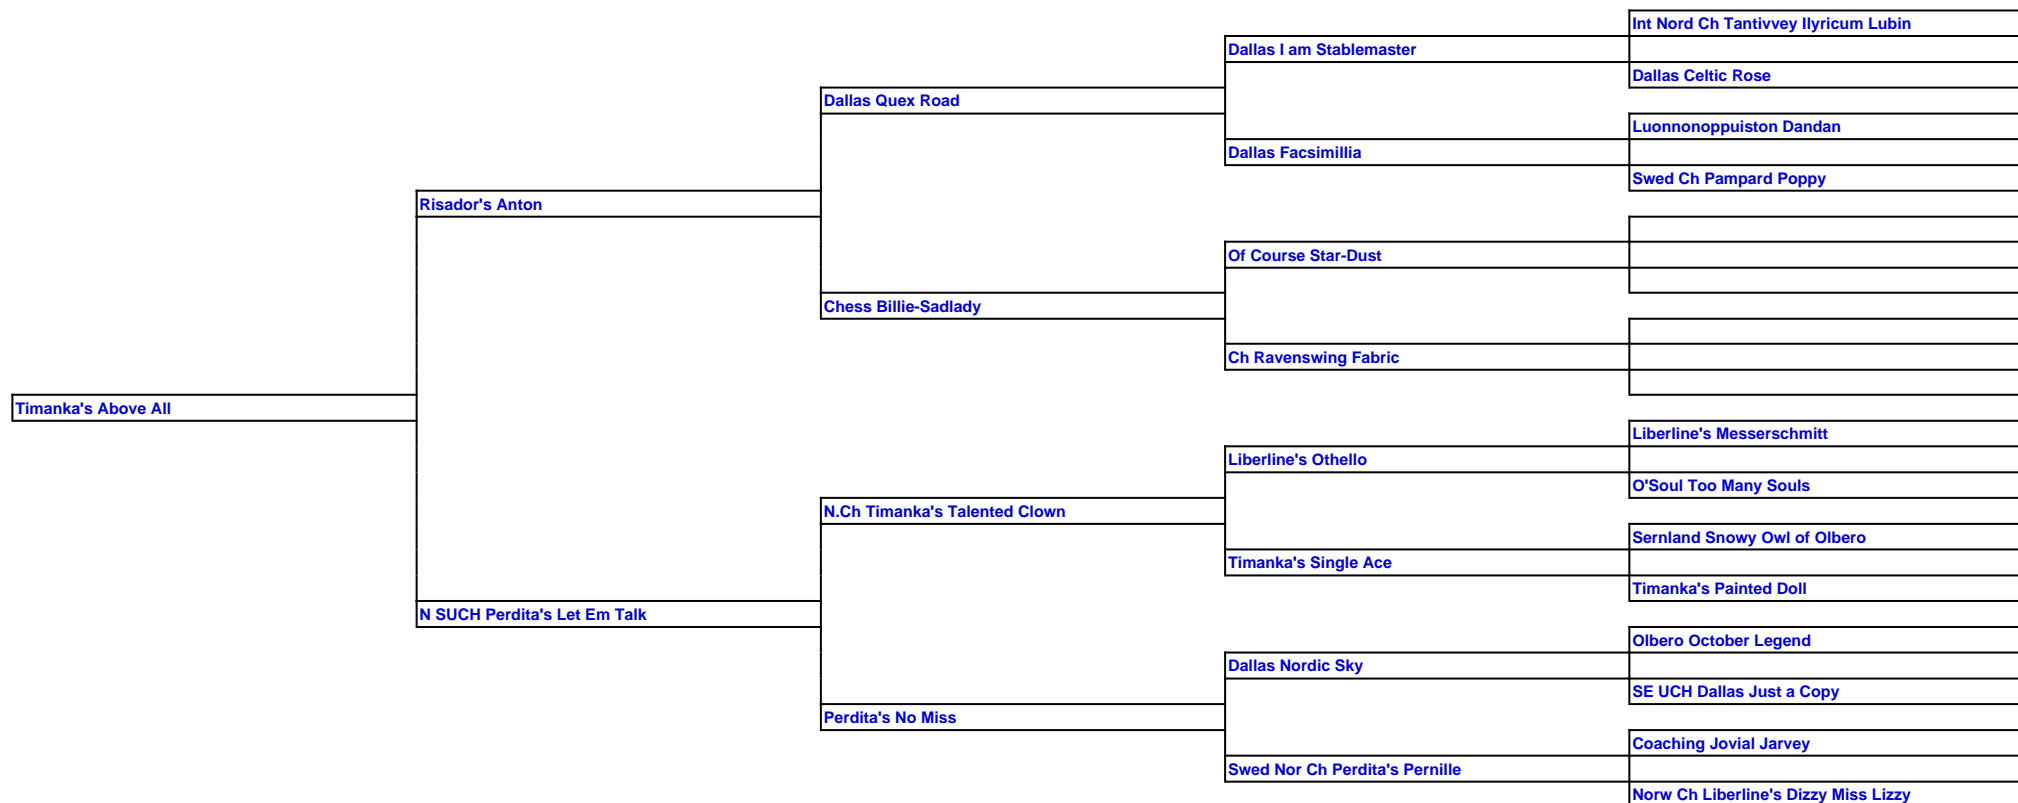 Int Nord Ch Tantivvey Ilyricum Lubin
Dallas I am Stablemaster
Dallas Celtic Rose
Dallas Quex Road
Luonnonoppuiston Dandan
Dallas Facsimillia
Swed Ch Pampard Poppy
Risador's Anton
Of Course Star-Dust
Chess Billie-Sadlady
Ch Ravenswing Fabric
Timanka's Above All
Liberline's Messerschmitt
Liberline's Othello
O'Soul Too Many Souls
N.Ch Timanka's Talented Clown
Sernland Snowy Owl of Olbero
Timanka's Single Ace
Timanka's Painted Doll
N SUCH Perdita's Let Em Talk
Olbero October Legend
Dallas Nordic Sky
SE UCH Dallas Just a Copy
Perdita's No Miss
Coaching Jovial Jarvey
Swed Nor Ch Perdita's Pernille
Norw Ch Liberline's Dizzy Miss Lizzy